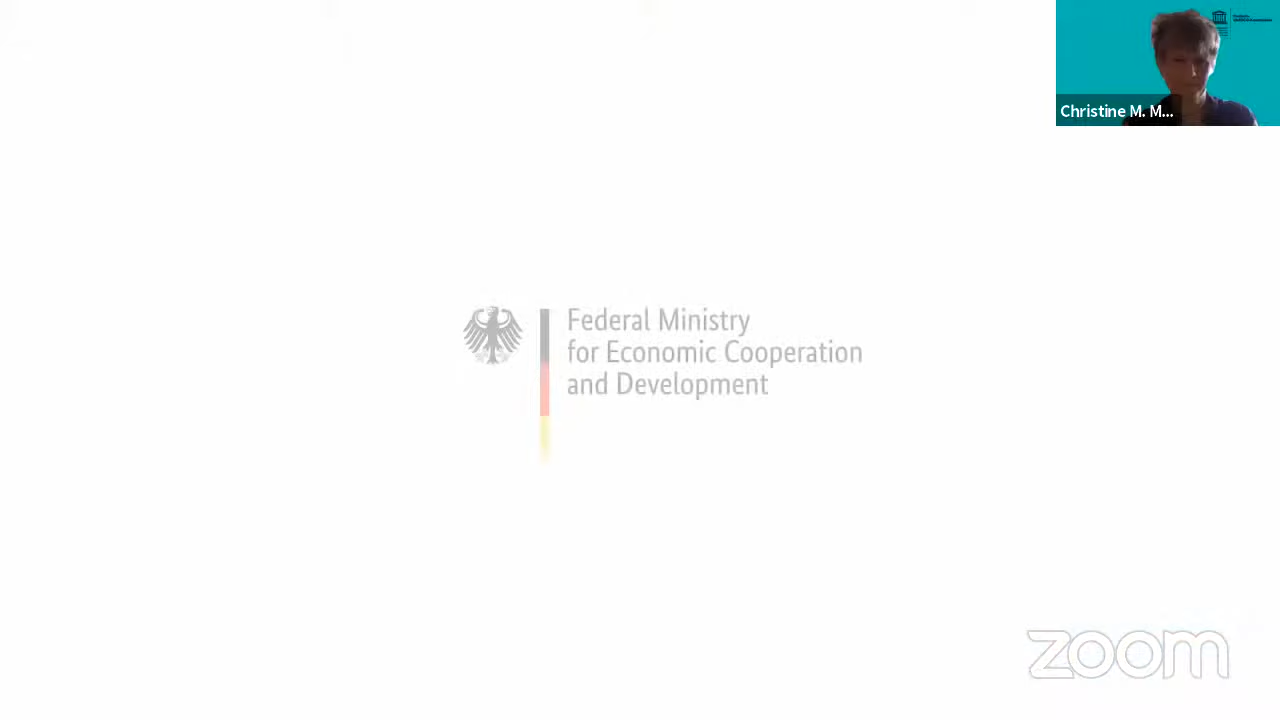 Christine M. M...
Federal Ministry
for Economic Cooperation
and Development
zoom